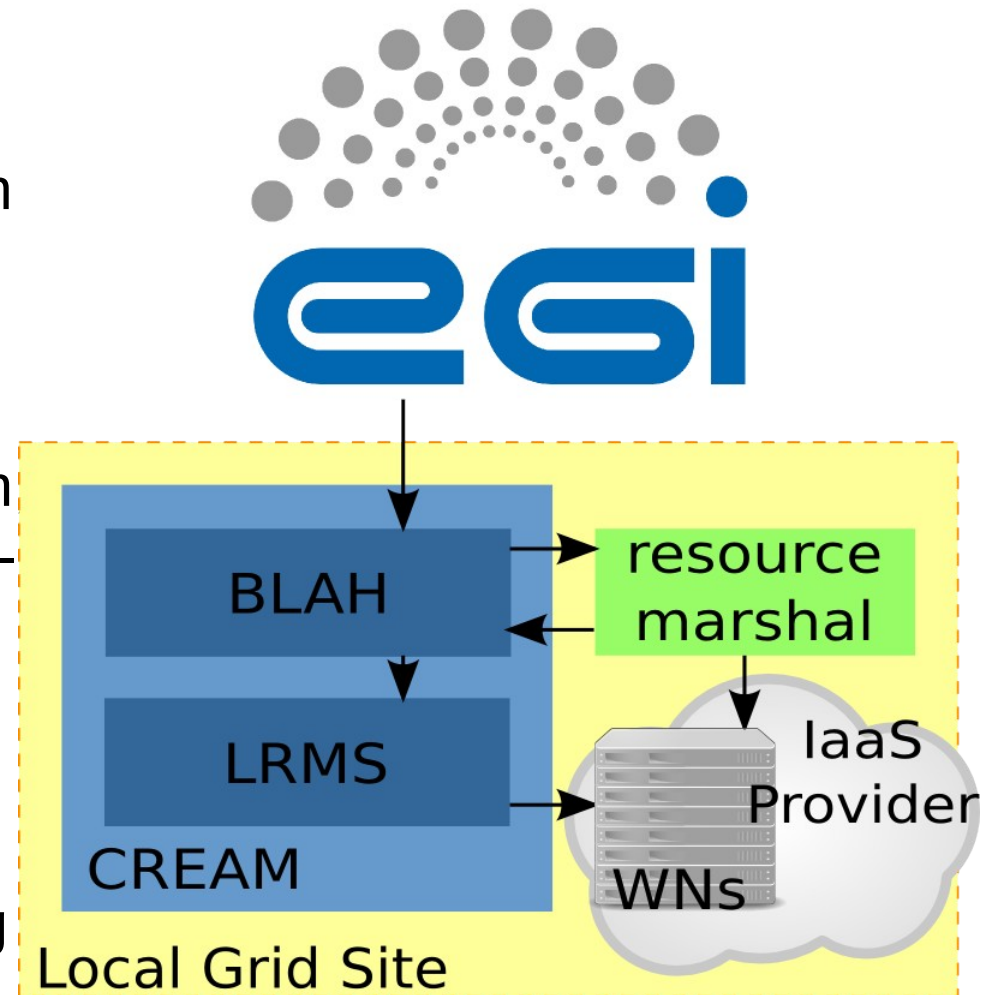 egi
BLAH
resource
marshal
LRMS
IaaS
Provider
WNs
CREAM
Local Grid Site